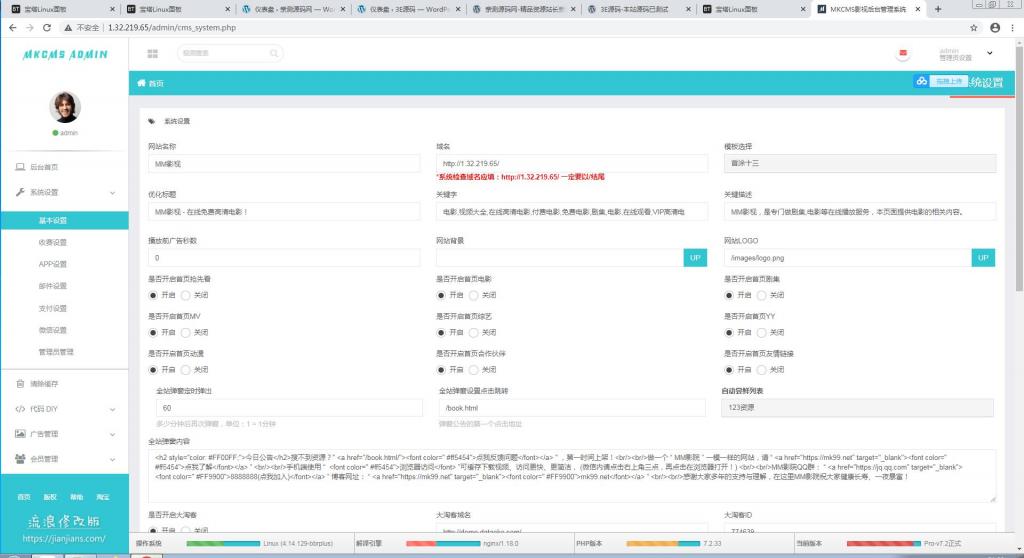 宝塔Linux面板
宝塔Linux面板
仪表盘 ‹ 亲测源码网 — W
仪表盘 ‹ 3E源码 — WordP
亲测源码网-精品资源站长
3E源码-本站源码已测试
宝塔Linux面板
MKCMS影视后台管理系统
不安全 | 1.32.219.65/admin/cms_system.php
MKCMS ADMIN
admin
管理员设置
首页
拖拽上传
系统设置
admin
后台首页
系统设置
基本设置
收费设置
APP设置
邮件设置
支付设置
微信设置
管理员管理
清除缓存
代码 DIY
广告管理
会员管理
首页 版权 帮助 淘宝
流浪修改版
https://jianjians.com/
系统设置
网站名称
MM影视
域名
http://1.32.219.65/
*系统检查域名应填：http://1.32.219.65/ 一定要以/结尾
模板选择
首涂十三
优化标题
MM影视 - 在线免费高清电影！
关键字
电影,视频大全,在线高清电影,付费电影,免费电影,剧集,电影,在线观看,VIP高清电
关键描述
MM影视，是专门做剧集,电影等在线播放服务，本页面提供电影的相关内容。
播放前广告秒数
0
网站背景
UP
网站LOGO
/images/logo.png
UP
是否开启首页抢先看
开启 关闭
是否开启首页电影
开启 关闭
是否开启首页剧集
开启 关闭
是否开启首页MV
开启 关闭
是否开启首页综艺
开启 关闭
是否开启首页YY
开启 关闭
是否开启首页动漫
开启 关闭
是否开启首页合作伙伴
开启 关闭
是否开启首页友情链接
开启 关闭
全站弹窗定时弹出
60
多少分钟后再次弹窗，单位：1 = 1分钟
全站弹窗设置点击跳转
/book.html
弹窗公告的第一个点击地址
自动尝鲜列表
123资源
全站弹窗内容
<h2 style="color: #FF00FF;">今日公告</h2>搜不到资源？" <a href="/book.html/"><font color=" #ff5454">点我反馈问题</font></a> " ，第一时间上架！<br/><br/>做一个 " MM影视 " 一模一样的网站，请 " <a href="https://mk99.net" target="_blank"><font color="
#ff5454">点我了解</font></a> " <br/><br/>手机端使用 " <font color=" #ff5454">浏览器访问</font> "可缓存下载视频、访问更快、更简洁，(微信内请点击右上角三点，再点击在浏览器打开！) <br/><br/>MM影院QQ群： " <a href="https://jq.qq.com" target="_blank">
<font color=" #FF9900">8888888(点我加入)</font></a> " 博客网址： " <a href="https://mk99.net" target="_blank"><font color=" #FF9900">mk99.net</font></a> " <br/><br/>感谢大家多年的支持与理解，在这里MM影院祝大家健康长寿、一夜暴富！
是否开启大淘客
大淘客域名
大淘客ID
开启 关闭
774639
操作系统
Linux (4.14.129-bbrplus)
解译引擎
nginx/1.18.0
PHP版本
7.2.33
当前版本
Pro-v7.2正式